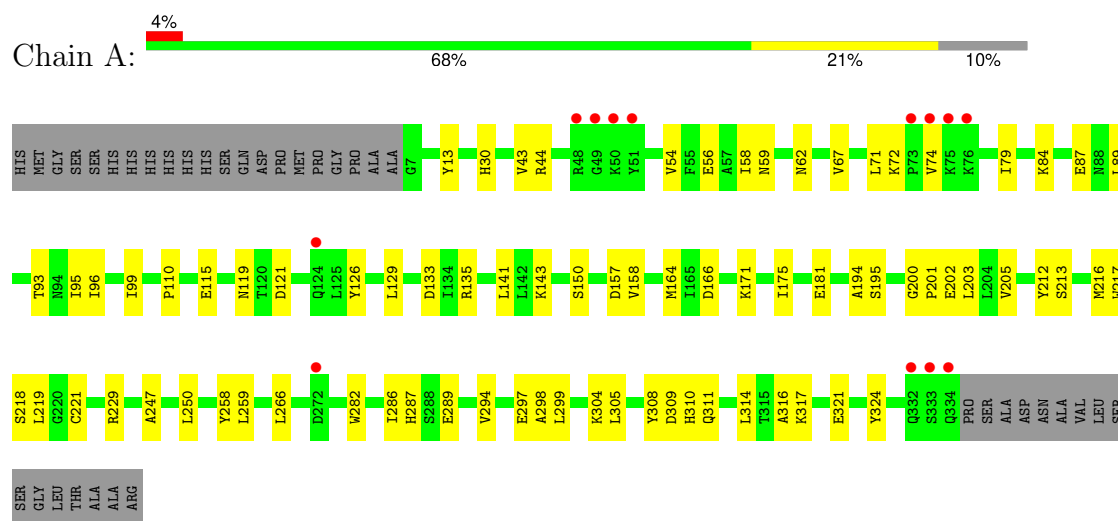 4%
Chain A:
68% 21% 10%
HIS MET GLY SER SER HIS HIS HIS HIS HIS HIS SER GLN ASP PRO MET PRO GLY PRO ALA ALA G7 Y13 H30 V43 R44 R48 G49 K50 Y51 V54 F55 E56 A57 I58 N59 N62 V67 L71 K72 P73 V74 K75 K76 I79 K84 E87 N88 L89
T93 N94 I95 I96 I99 P110 E115 N119 T120 D121 Q124 L125 Y126 L129 D133 I134 R135 L141 L142 K143 S150 D157 V158 M164 I165 D166 K171 I175 E181 A194 S195 G200 P201 E202 L203 L204 V205 Y212 S213 M216 W217
S218 L219 G220 C221 R229 A247 L250 Y258 L259 L266 D272 W282 I286 H287 S288 E289 V294 E297 A298 L299 K304 L305 Y308 D309 H310 Q311 L314 T315 A316 K317 E321 Y324 Q332 S333 Q334 PRO SER ALA ASP ASN ALA VAL LEU SER
SER GLY LEU THR ALA ALA ARG